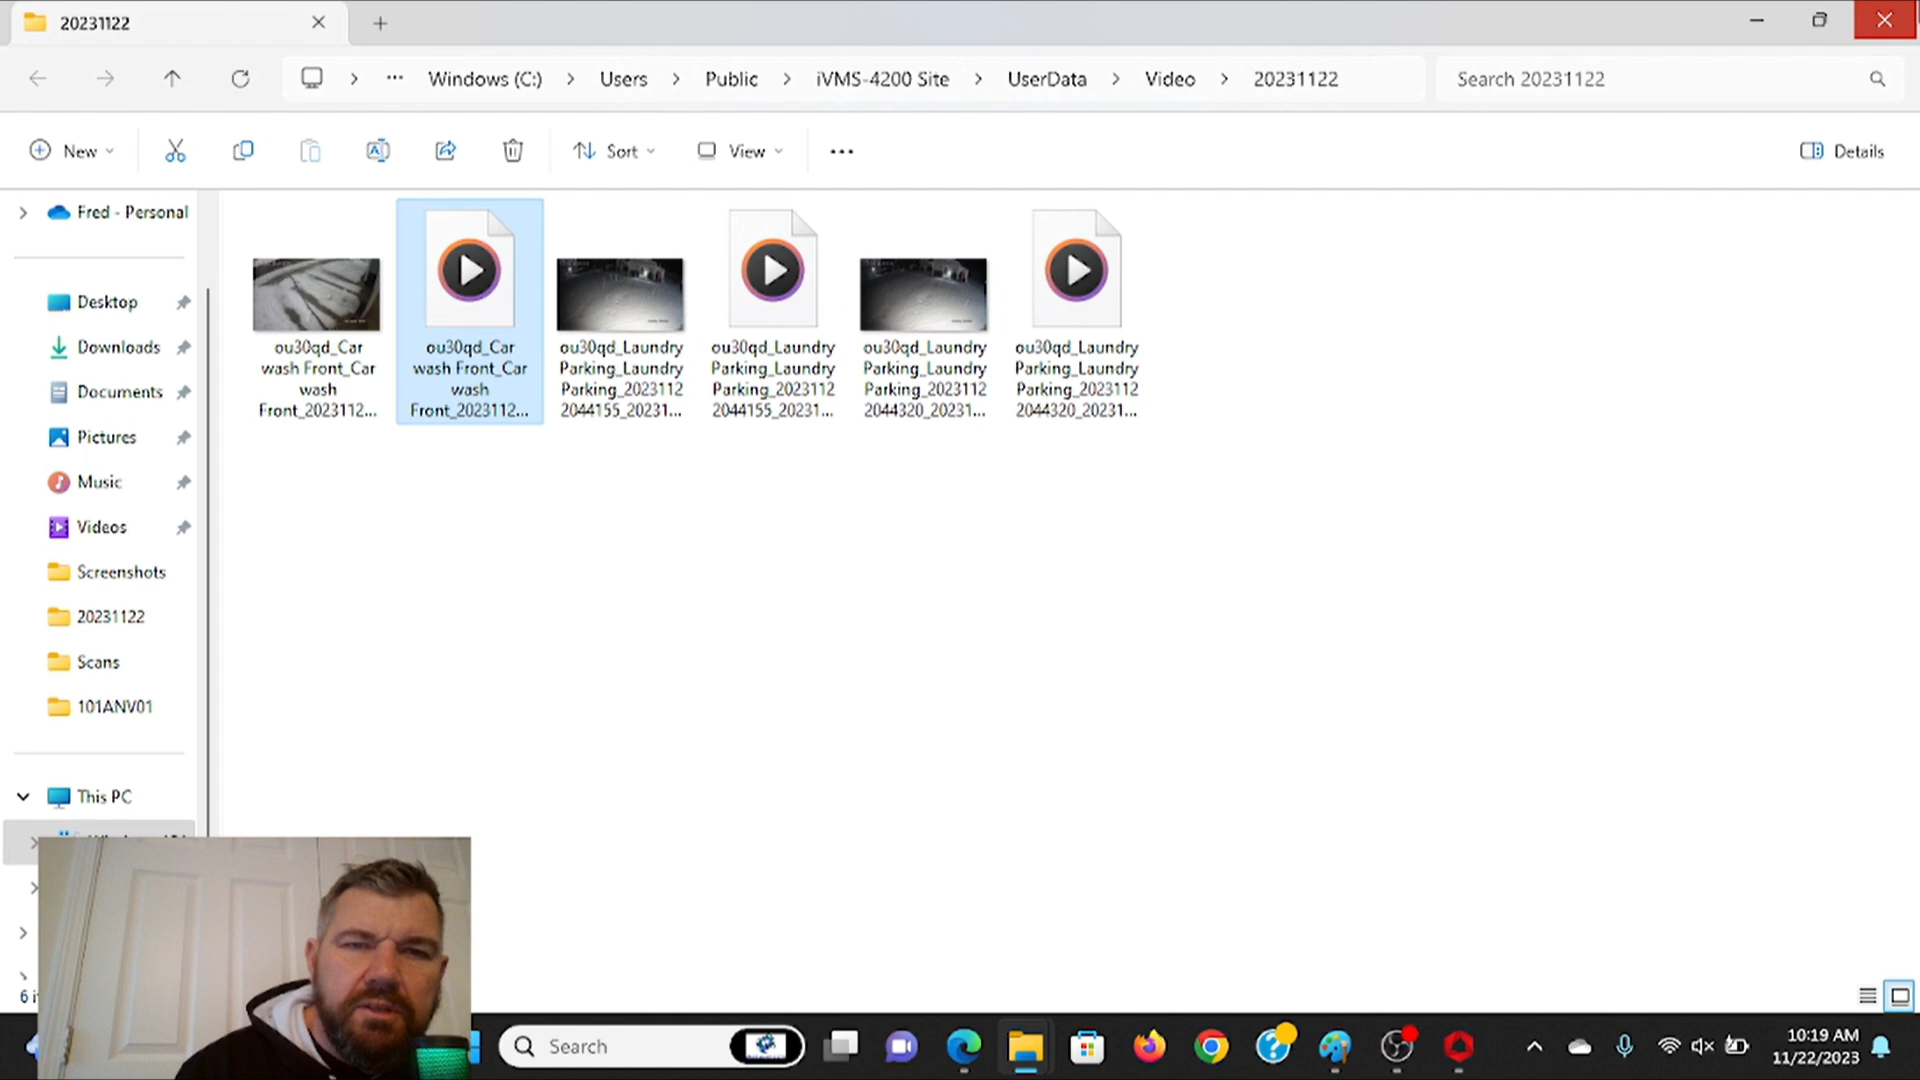 20231122
Windows (C:)
Users
Public
iVMS-4200 Site
UserData
Video
20231122
Search 20231122
New
Sort
View
Details
Fred - Personal
Desktop
Downloads
Documents
Pictures
Music
Videos
Screenshots
20231122
Scans
101ANV01
This PC
ou30qd_Car
wash Front_Car
wash
Front_2023112...
ou30qd_Car
wash Front_Car
wash
Front_2023112...
ou30qd_Laundry
Parking_Laundry
Parking_2023112
2044155_20231...
ou30qd_Laundry
Parking_Laundry
Parking_2023112
2044155_20231...
ou30qd_Laundry
Parking_Laundry
Parking_2023112
2044320_20231...
ou30qd_Laundry
Parking_Laundry
Parking_2023112
2044320_20231...
6
Search
10:19 AM
11/22/2023